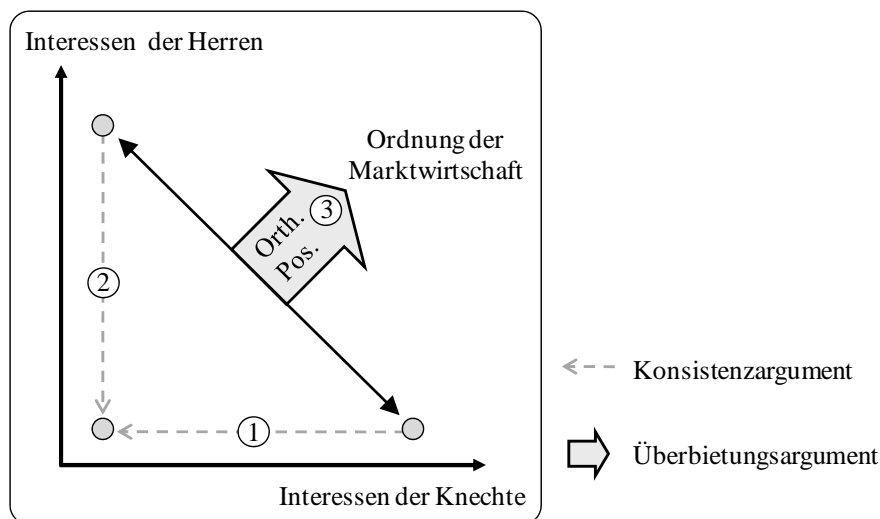 Interessen der Herren
Ordnung der
Marktwirtschaft
3
Orth.
Pos.
2
1
Konsistenzargument
Überbietungsargument
Interessen der Knechte